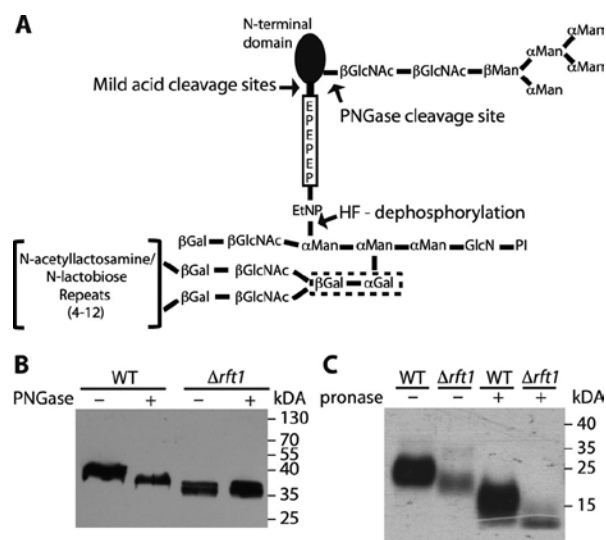 A
N-terminal
domain
Mild acid cleavage sites
βGlcNAc βGlcNAc βMan αMan αMan αMam αMam
PNGase cleavage site
E
P
E
P
E
P
EtNP
HF - dephosphorylation
βGal βGlcNAc αMan αMan αMan GlcN PI
N-acetyllactosamine/
N-lactobiose
Repeats
(4-12)
βGal βGlcNAc
βGal αGal
βGal βGlcNAc
B
WT Δrft1
PNGase − + − + kDA
130
70
55
40
35
25
C
WT Δrft1 WT Δrft1
pronase − − + + kDA
40
35
25
15